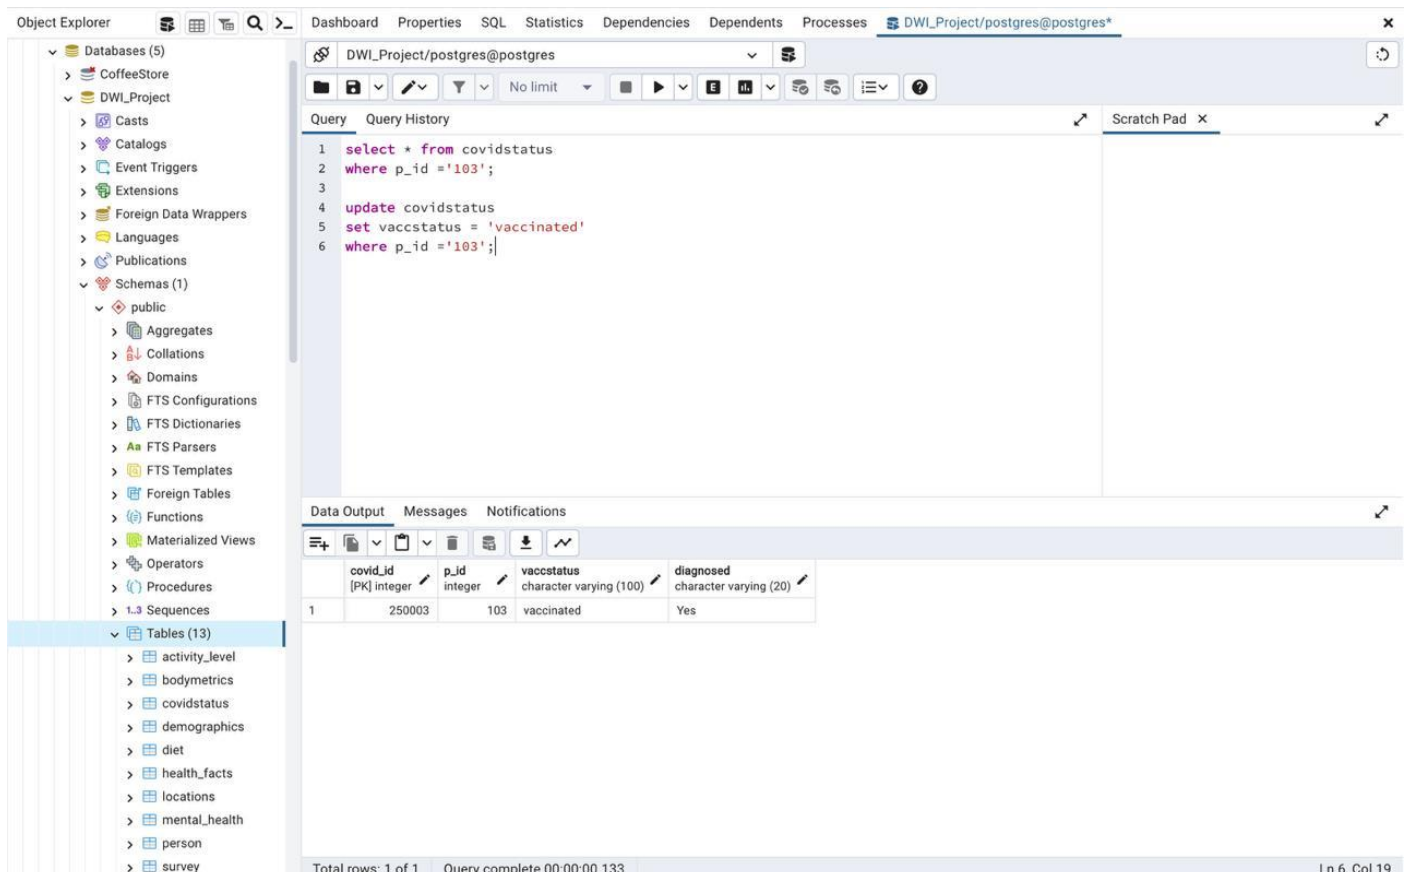 Object Explorer
Dashboard Properties SQL Statistics Dependencies Dependents Processes DWI_Project/postgres@postgres*
Databases (5)
CoffeeStore
DWI_Project
Casts
Catalogs
Event Triggers
Extensions
Foreign Data Wrappers
Languages
Publications
Schemas (1)
public
Aggregates
Collations
Domains
FTS Configurations
FTS Dictionaries
Aa FTS Parsers
FTS Templates
Foreign Tables
Functions
Materialized Views
Operators
Procedures
1..3 Sequences
Tables (13)
activity_level
bodymetrics
covidstatus
demographics
diet
health_facts
locations
mental_health
person
survey
DWI_Project/postgres@postgres
No limit
E
Query Query History
Scratch Pad
1 select * from covidstatus
2 where p_id ='103';
3
4 update covidstatus
5 set vaccstatus = 'vaccinated'
6 where p_id ='103';
Data Output Messages Notifications
covid_id p_id vaccstatus diagnosed
[PK] integer integer character varying (100) character varying (20)
1 250003 103 vaccinated Yes
Total rows: 1 of 1 Query complete 00:00:00.133 Ln 6, Col 19